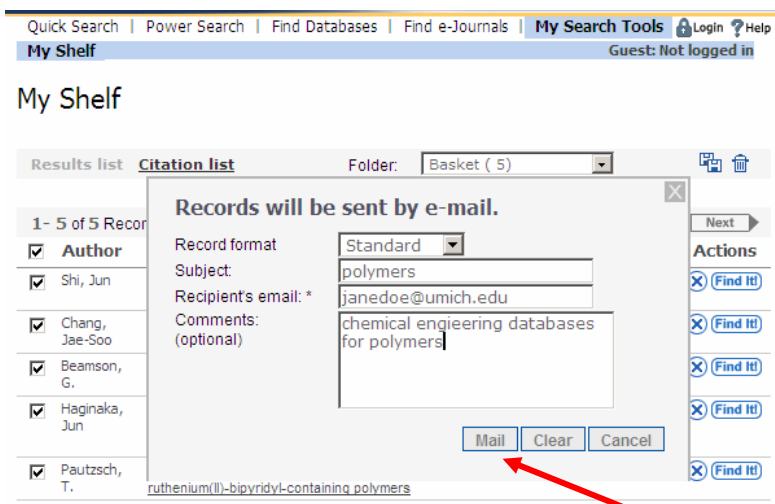 Quick Search | Power Search | Find Databases | Find e-Journals | My Search Tools Login ? Help
My Shelf Guest: Not logged in
My Shelf
Results list Citation list Folder: Basket ( 5)
Records will be sent by e-mail. X
1- 5 of 5 Recor Next
Record format Standard
Author Actions
Subject: polymers
Shi, Jun X Find It!
Recipient's email: * janedoe@umich.edu
Comments: chemical engieering databases
(optional) for polymers
Chang, X Find It!
Jae-Soo
Beamson, X Find It!
G.
Haginaka, X Find It!
Jun
Mail Clear Cancel
Pautzsch, X Find It!
T. ruthenium(II)-bipyridyl-containing polymers